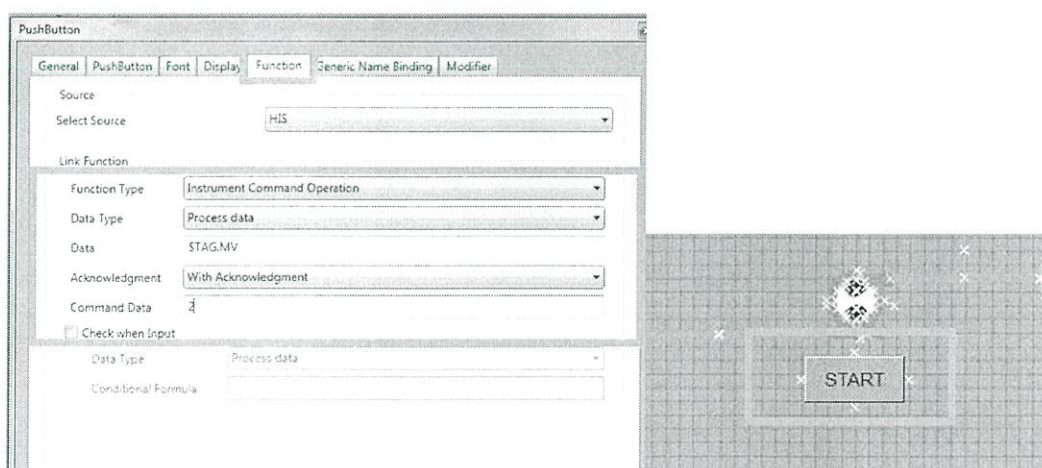 PushButton
General PushButton Font Display Function Generic Name Binding Modifier
Source
Select Source HIS
Link Function
Function Type Instrument Command Operation
Data Type Process data
Data STAG.MV
Acknowledgment With Acknowledgment
Command Data 2
Check when Input
Data Type Process data
Conditional Formula
START